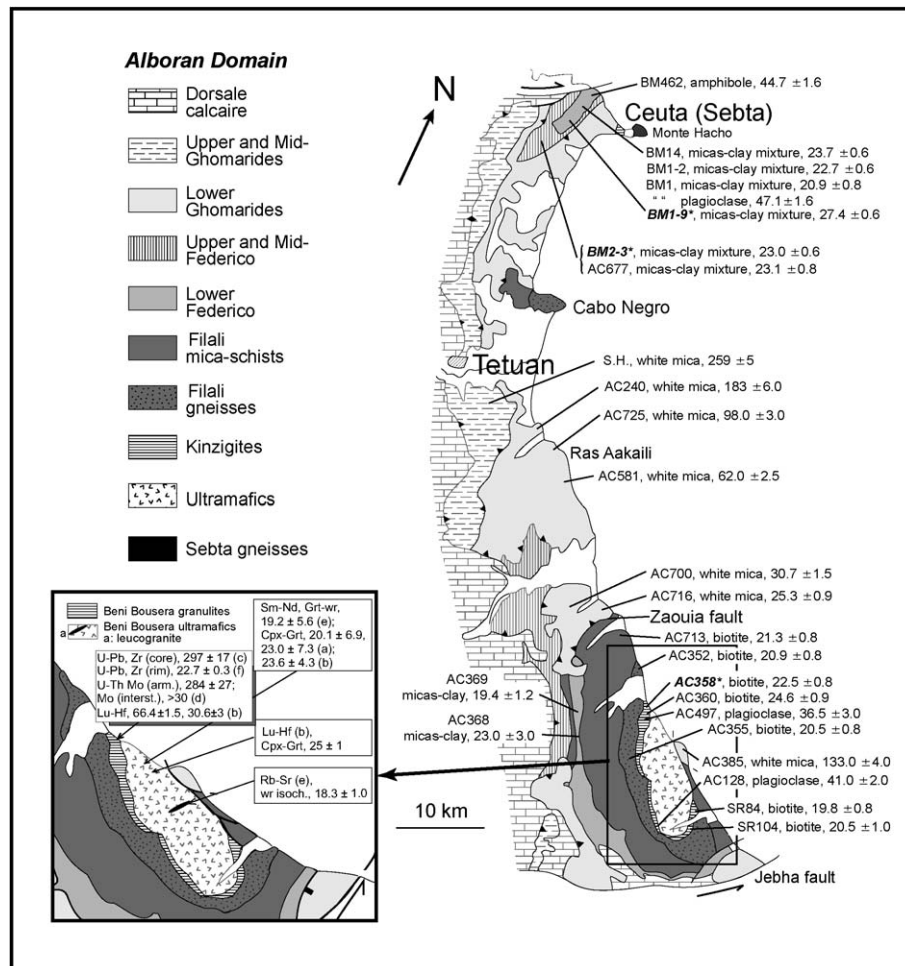 Alboran Domain
Dorsale
calcaire
Upper and Mid-
Ghomarides
Lower
Ghomarides
Upper and Mid-
Federico
Lower
Federico
Filali
mica-schists
Filali
gneisses
Kinzigites
Ultramafics
Sebta gneisses
N
BM462, amphibole, 44.7 ±1.6
Ceuta (Sebta)
Monte Hacho
BM14, micas-clay mixture, 23.7 ±0.6
BM1-2, micas-clay mixture, 22.7 ±0.6
BM1, micas-clay mixture, 20.9 ±0.8
" " plagioclase, 47.1 ±1.6
BM1-9*, micas-clay mixture, 27.4 ±0.6
BM2-3*, micas-clay mixture, 23.0 ±0.6
AC677, micas-clay mixture, 23.1 ±0.8
Cabo Negro
Tetuan
S.H., white mica, 259 ±5
AC240, white mica, 183 ±6.0
AC725, white mica, 98.0 ±3.0
Ras Aakaili
AC581, white mica, 62.0 ±2.5
AC700, white mica, 30.7 ±1.5
AC716, white mica, 25.3 ±0.9
Zaouia fault
AC713, biotite, 21.3 ±0.8
AC352, biotite, 20.9 ±0.8
AC358*, biotite, 22.5 ±0.8
AC360, biotite, 24.6 ±0.9
AC497, plagioclase, 36.5 ±3.0
AC355, biotite, 20.5 ±0.8
AC385, white mica, 133.0 ±4.0
AC128, plagioclase, 41.0 ±2.0
SR84, biotite, 19.8 ±0.8
SR104, biotite, 20.5 ±1.0
Jebha fault
AC369
micas-clay, 19.4 ±1.2
AC368
micas-clay, 23.0 ±3.0
10 km
Beni Bousera granulites
a Beni Bousera ultramafics
a: leucogranite
U-Pb, Zr (core), 297 ± 17 (c)
U-Pb, Zr (rim), 22.7 ± 0.3 (f)
U-Th Mo (arm.), 284 ± 27;
Mo (interst.), >30 (d)
Lu-Hf, 66.4±1.5, 30.6±3 (b)
Sm-Nd, Grt-wr,
19.2 ± 5.6 (e);
Cpx-Grt, 20.1 ± 6.9,
23.0 ± 7.3 (a);
23.6 ± 4.3 (b)
Lu-Hf (b),
Cpx-Grt, 25 ± 1
Rb-Sr (e),
wr isoch., 18.3 ± 1.0